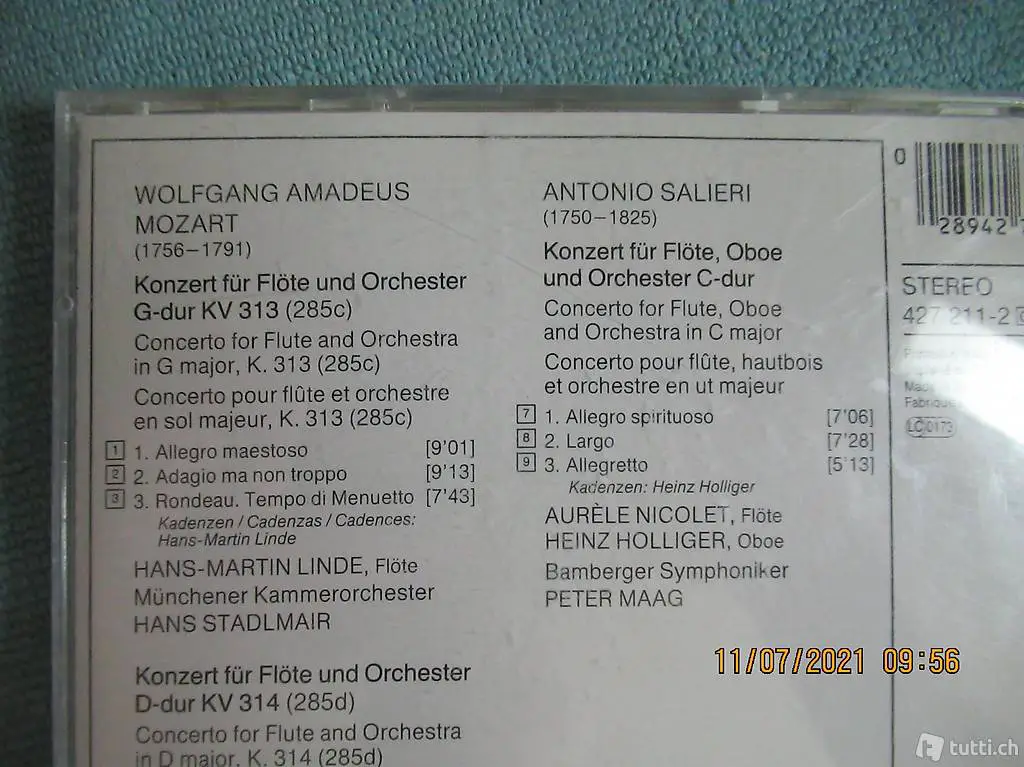 WOLFGANG AMADEUS
MOZART
(1756–1791)
Konzert für Flöte und Orchester
G-dur KV 313 (285c)
Concerto for Flute and Orchestra
in G major, K. 313 (285c)
Concerto pour flûte et orchestre
en sol majeur, K. 313 (285c)
1 1. Allegro maestoso [9'01]
2 2. Adagio ma non troppo [9'13]
3 3. Rondeau. Tempo di Menuetto [7'43]
Kadenzen / Cadenzas / Cadences:
Hans-Martin Linde
HANS-MARTIN LINDE, Flöte
Münchener Kammerorchester
HANS STADLMAIR
Konzert für Flöte und Orchester
D-dur KV 314 (285d)
Concerto for Flute and Orchestra
in D major, K. 314 (285d)
ANTONIO SALIERI
(1750–1825)
Konzert für Flöte, Oboe
und Orchester C-dur
Concerto for Flute, Oboe
and Orchestra in C major
Concerto pour flûte, hautbois
et orchestre en ut majeur
7 1. Allegro spirituoso [7'06]
8 2. Largo [7'28]
9 3. Allegretto [5'13]
Kadenzen: Heinz Holliger
AURÈLE NICOLET, Flöte
HEINZ HOLLIGER, Oboe
Bamberger Symphoniker
PETER MAAG
0
28942
STEREO
427 211-2
Fabriqué
LC 0173
11/07/2021 09:56
tutti.ch